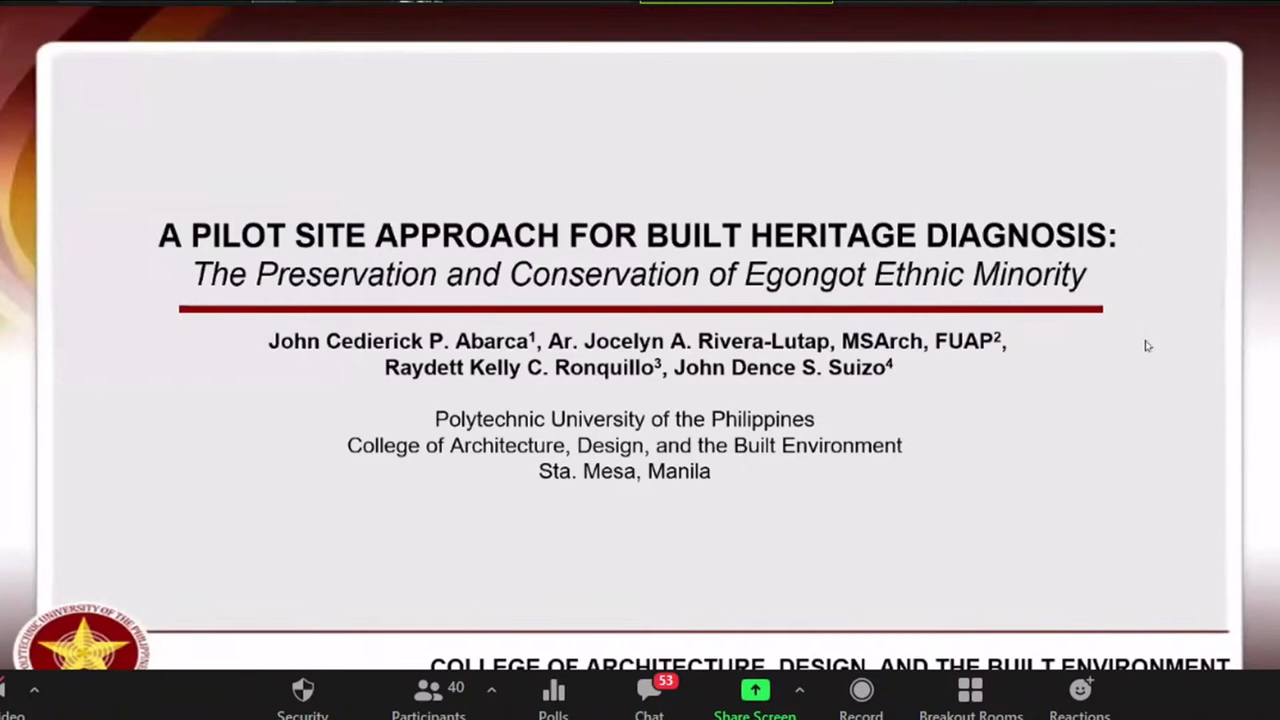 A PILOT SITE APPROACH FOR BUILT HERITAGE DIAGNOSIS:
The Preservation and Conservation of Egongot Ethnic Minority
John Cedierick P. Abarca¹, Ar. Jocelyn A. Rivera-Lutap, MSArch, FUAP²,
Raydett Kelly C. Ronquillo³, John Dence S. Suizo⁴
Polytechnic University of the Philippines
College of Architecture, Design, and the Built Environment
Sta. Mesa, Manila
UNIVERSITY OF THE
COLLEGE OF ARCHITECTURE, DESIGN, AND THE BUILT ENVIRONMENT
40
53
Security
Participants
Polls
Chat
Share Screen
Record
Breakout Rooms
Reactions